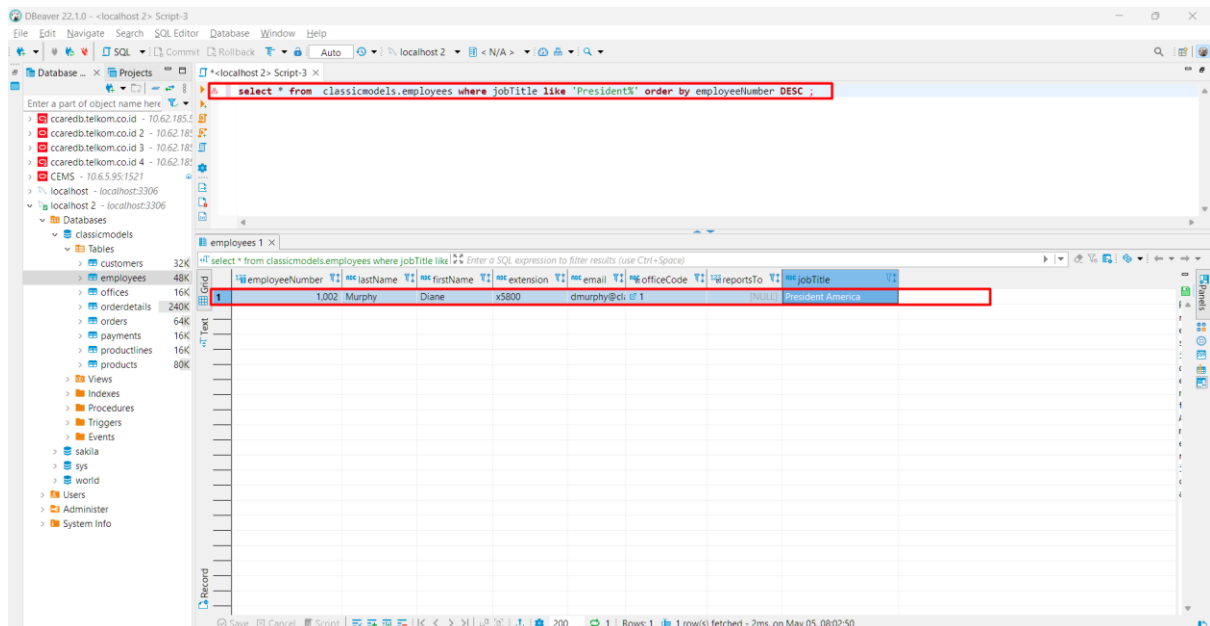 DBeaver 22.1.0 - <localhost 2> Script-3
File Edit Navigate Search SQL Editor Database Window Help
SQL Commit Rollback Auto localhost 2 < N/A >
Database ... Projects
*<localhost 2> Script-3
Enter a part of object name here
select * from classicmodels.employees where jobTitle like 'President%' order by employeeNumber DESC ;
ccaredb.telkom.co.id - 10.62.185.5
ccaredb.telkom.co.id 2 - 10.62.185
ccaredb.telkom.co.id 3 - 10.62.185
ccaredb.telkom.co.id 4 - 10.62.185
CEMS - 10.6.5.95:1521
localhost - localhost:3306
localhost 2 - localhost:3306
Databases
classicmodels
Tables
customers 32K
employees 48K
offices 16K
orderdetails 240K
orders 64K
payments 16K
productlines 16K
products 80K
Views
Indexes
Procedures
Triggers
Events
sakila
sys
world
Users
Administer
System Info
employees 1
select * from classicmodels.employees where jobTitle like Enter a SQL expression to filter results (use Ctrl+Space)
Grid
Text
Record
Panels
employeeNumber lastName firstName extension email officeCode reportsTo jobTitle
1 1,002 Murphy Diane x5800 dmurphy@cla 1 [NULL] President America
Save Cancel Script 200 1 Rows: 1 1 row(s) fetched - 2ms, on May 05, 08:02:50